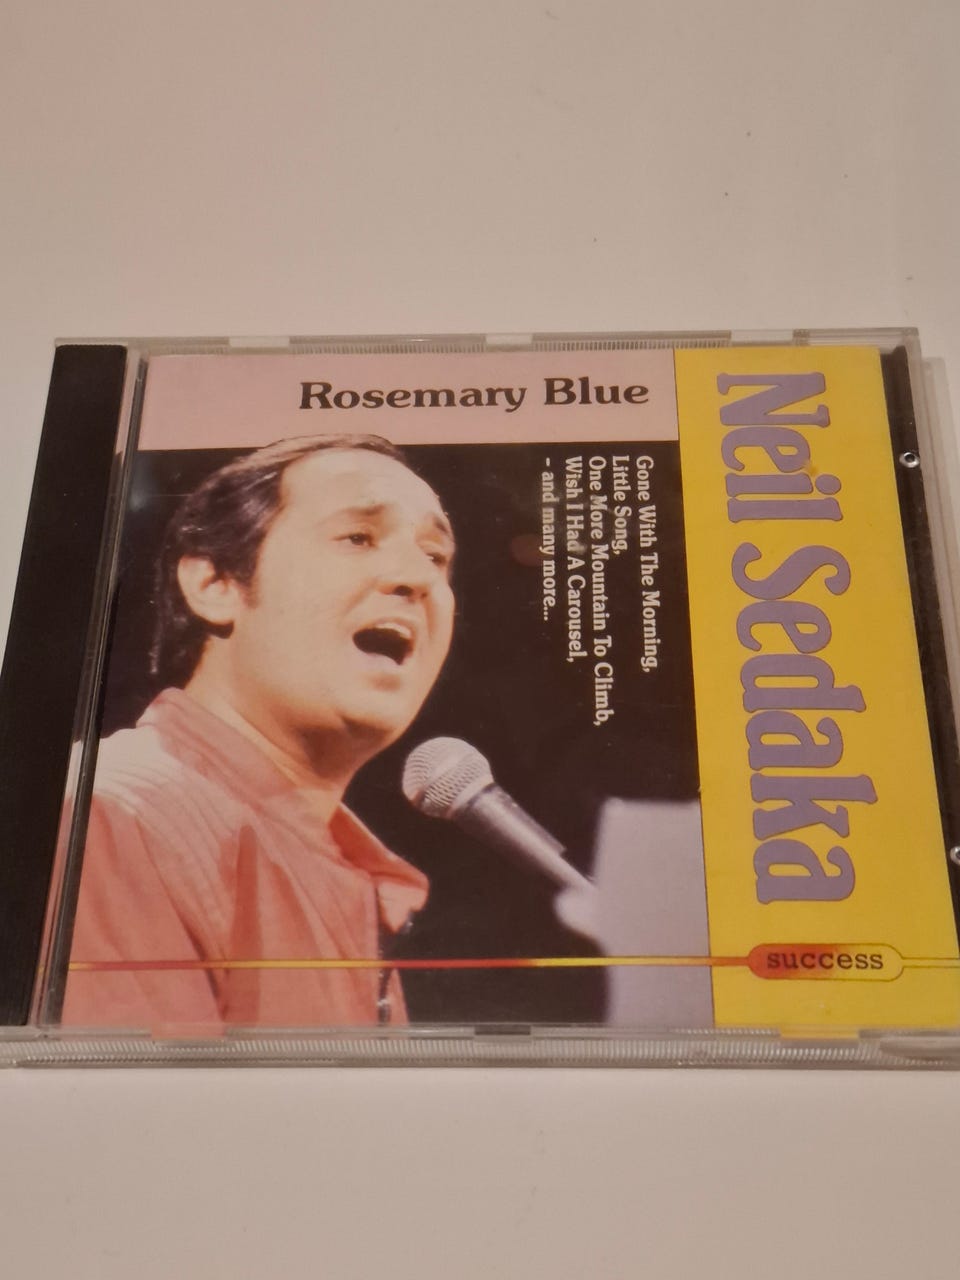 Rosemary Blue
Neil Sedaka
Gone With The Morning,
Little Song,
One More Mountain To Climb,
Wish I Had A Carousel,
- and many more...
success